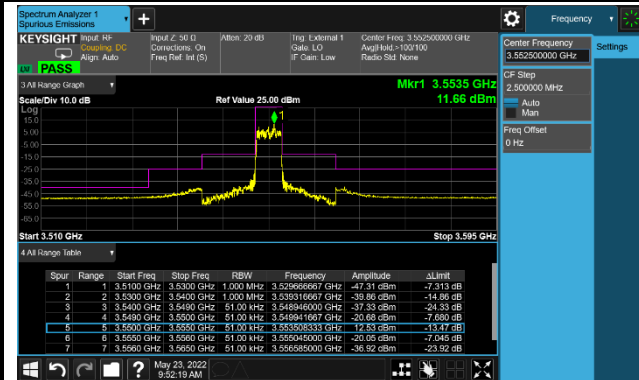 Spectrum Analyzer 1
Spurious Emissions
Frequency
KEYSIGHT Input: RF Input Z: 50 Ω Atten: 20 dB Trig: External 1 Center Freq: 3.552500000 GHz
Coupling: DC Corrections: On Gate: LO Avg|Hold:>100/100
Align: Auto Freq Ref: Int (S) IF Gain: Low Radio Std: None
PASS
Center Frequency
3.552500000 GHz
Settings
CF Step
2.500000 MHz
Auto
Man
Freq Offset
0 Hz
3 All Range Graph
Mkr1 3.5535 GHz
Scale/Div 10.0 dB Ref Value 25.00 dBm 11.66 dBm
Log
15.0
5.00
-5.00
-15.0
-25.0
-35.0
-45.0
-55.0
-65.0
1
Start 3.510 GHz Stop 3.595 GHz
4 All Range Table
Spur Range Start Freq Stop Freq RBW Frequency Amplitude ΔLimit
1 1 3.5100 GHz 3.5300 GHz 1.000 MHz 3.529666667 GHz -47.31 dBm -7.313 dB
2 2 3.5300 GHz 3.5400 GHz 1.000 MHz 3.539316667 GHz -39.86 dBm -14.86 dB
3 3 3.5400 GHz 3.5490 GHz 51.00 kHz 3.548946000 GHz -37.33 dBm -24.33 dB
4 4 3.5490 GHz 3.5500 GHz 51.00 kHz 3.549941667 GHz -20.68 dBm -7.680 dB
5 5 3.5500 GHz 3.5550 GHz 51.00 kHz 3.553508333 GHz 12.53 dBm -13.47 dB
6 6 3.5550 GHz 3.5560 GHz 51.00 kHz 3.555045000 GHz -20.05 dBm -7.045 dB
7 7 3.5560 GHz 3.5650 GHz 51.00 kHz 3.556585000 GHz -36.92 dBm -23.92 dB
May 23, 2022
9:52:19 AM